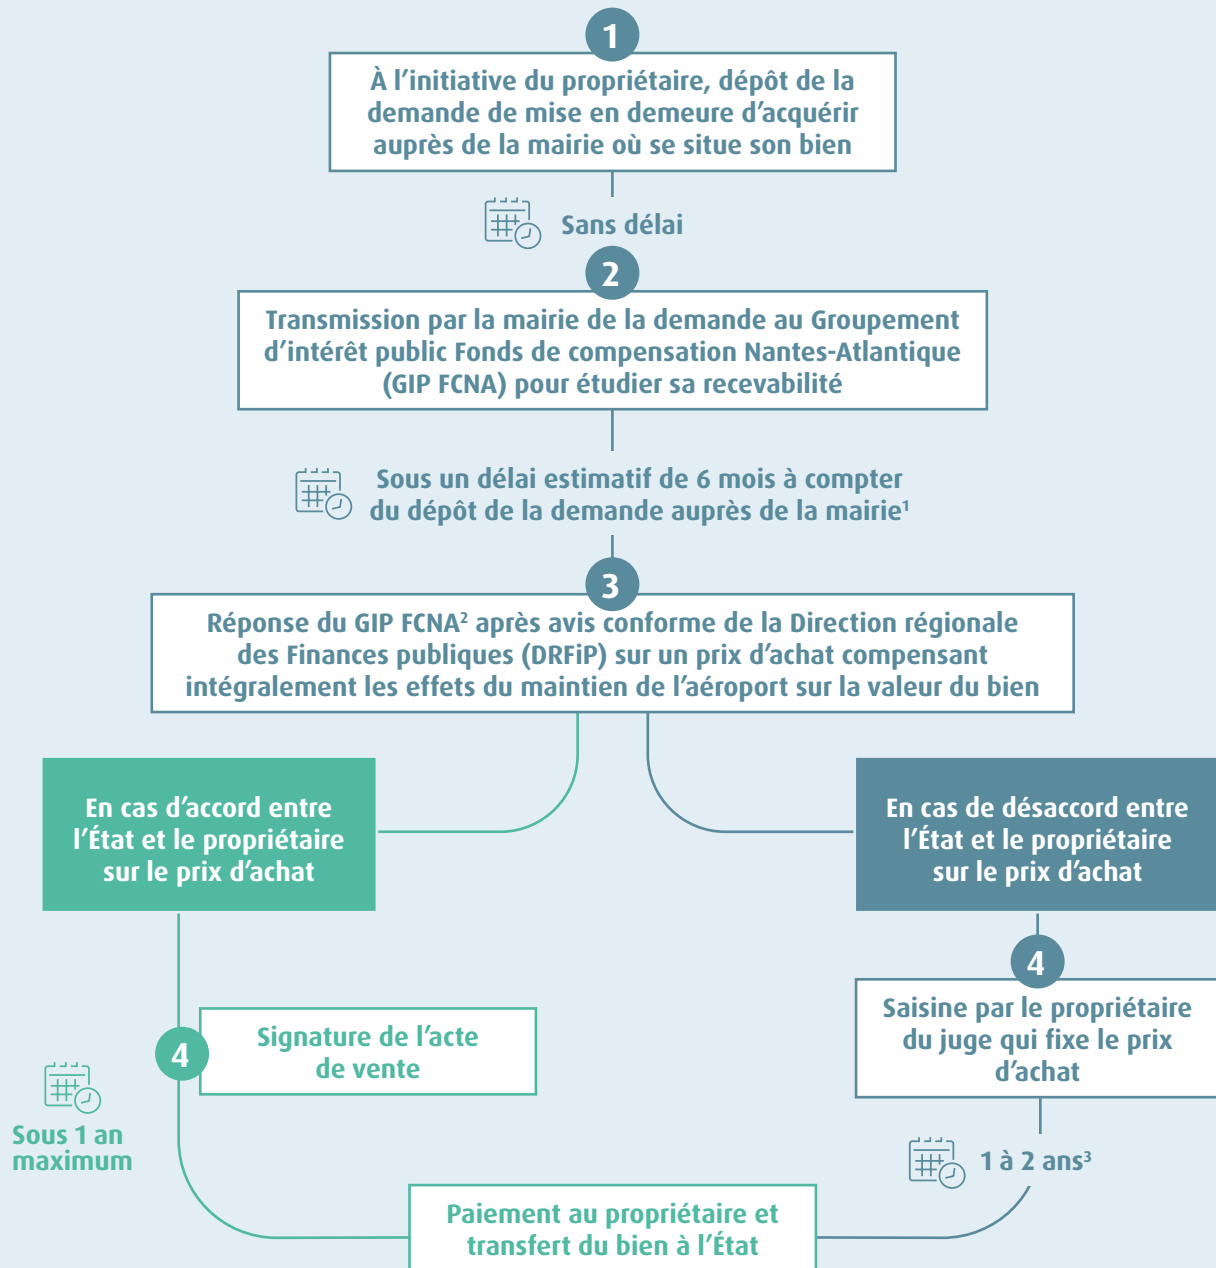 1
À l’initiative du propriétaire, dépôt de la
demande de mise en demeure d’acquérir
auprès de la mairie où se situe son bien
Sans délai
2
Transmission par la mairie de la demande au Groupement
d’intérêt public Fonds de compensation Nantes-Atlantique
(GIP FCNA) pour étudier sa recevabilité
Sous un délai estimatif de 6 mois à compter
du dépôt de la demande auprès de la mairie¹
3
Réponse du GIP FCNA² après avis conforme de la Direction régionale
des Finances publiques (DRFiP) sur un prix d’achat compensant
intégralement les effets du maintien de l’aéroport sur la valeur du bien
En cas d’accord entre
l’État et le propriétaire
sur le prix d’achat
En cas de désaccord entre
l’État et le propriétaire
sur le prix d’achat
4
Signature de l’acte
de vente
Sous 1 an
maximum
4
Saisine par le propriétaire
du juge qui fixe le prix
d’achat
1 à 2 ans³
Paiement au propriétaire et
transfert du bien à l’État